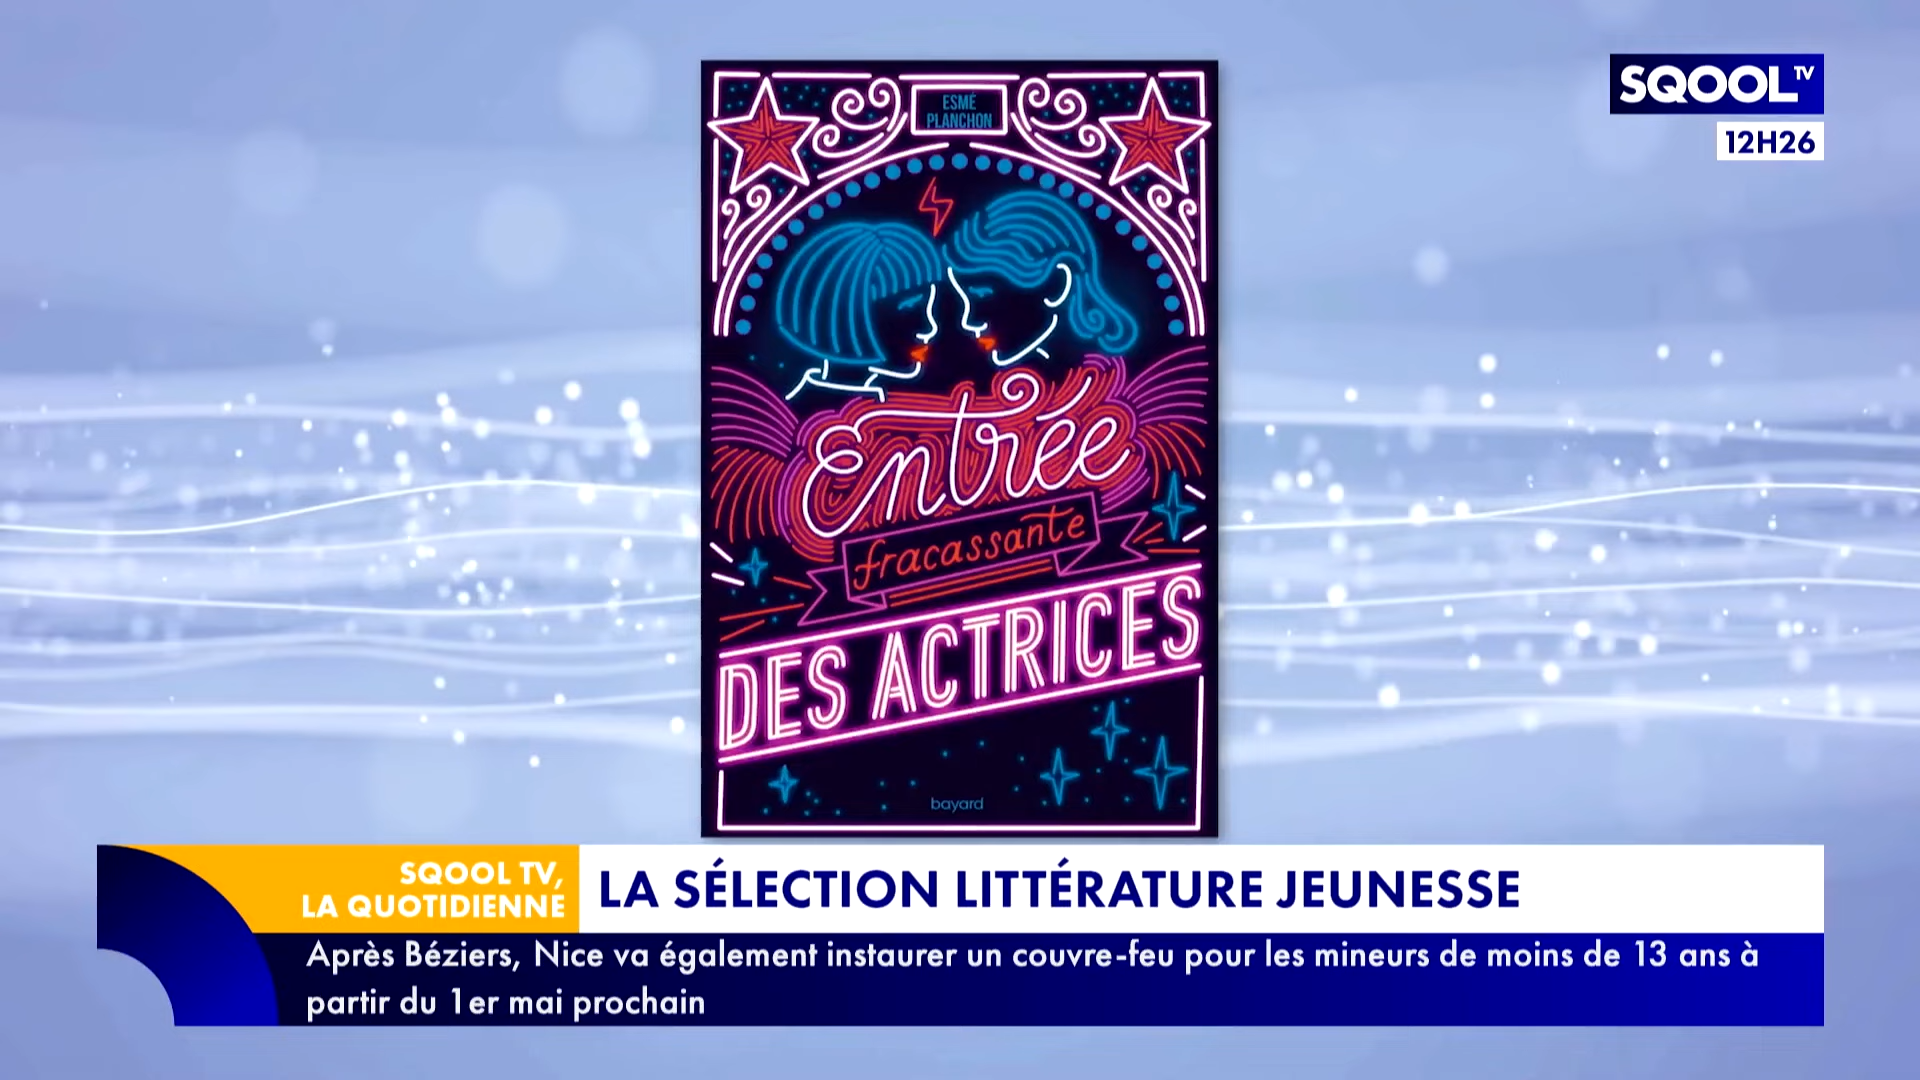 SQOOL TV
12H26
ESMÉ
PLANCHON
Entrée
fracassante
DES ACTRICES
bayard
SQOOL TV,
LA QUOTIDIENNE
LA SÉLECTION LITTÉRATURE JEUNESSE
Après Béziers, Nice va également instaurer un couvre-feu pour les mineurs de moins de 13 ans à
partir du 1er mai prochain